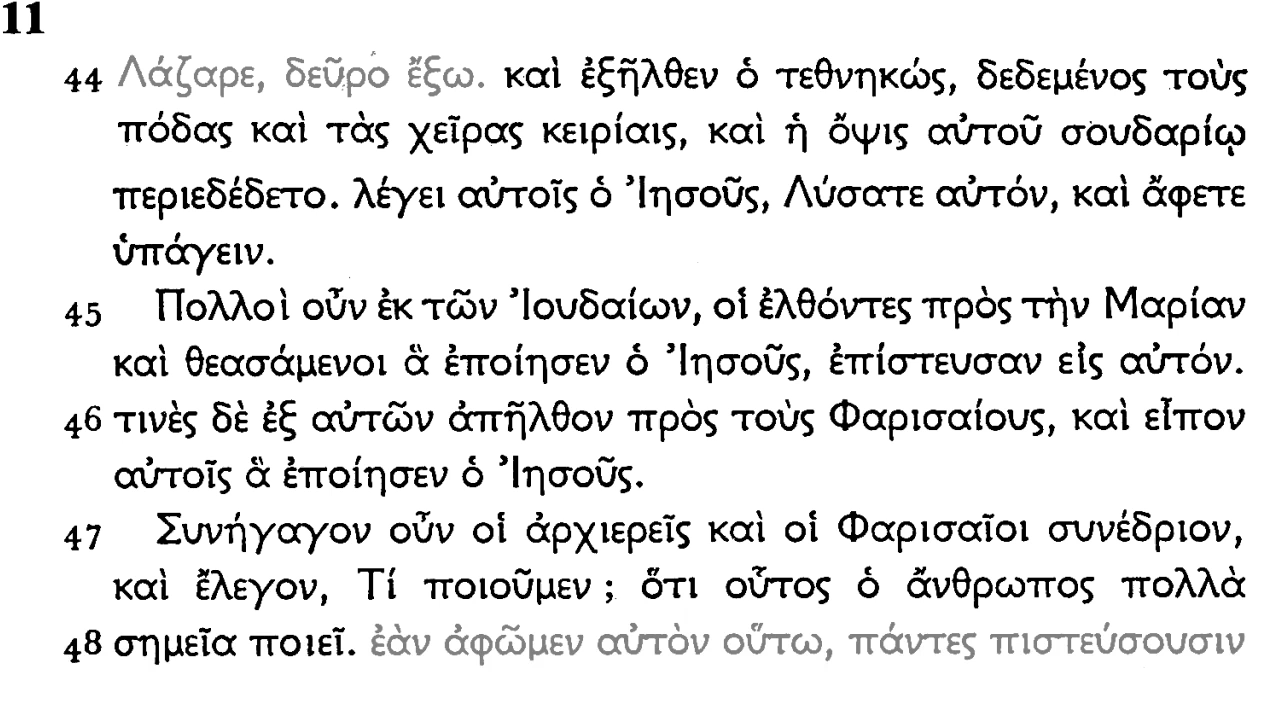 11
44 Λάζαρε, δεῦρο ἔξω. καὶ ἐξῆλθεν ὁ τεθνηκώς, δεδεμένος τοὺς
πόδας καὶ τὰς χεῖρας κειρίαις, καὶ ἡ ὄψις αὐτοῦ σουδαρίῳ
περιεδέδετο. λέγει αὐτοῖς ὁ Ἰησοῦς, Λύσατε αὐτόν, καὶ ἄφετε
ὑπάγειν.
45 Πολλοὶ οὖν ἐκ τῶν Ἰουδαίων, οἱ ἐλθόντες πρὸς τὴν Μαρίαν
καὶ θεασάμενοι ἃ ἐποίησεν ὁ Ἰησοῦς, ἐπίστευσαν εἰς αὐτόν.
46 τινὲς δὲ ἐξ αὐτῶν ἀπῆλθον πρὸς τοὺς Φαρισαίους, καὶ εἶπον
αὐτοῖς ἃ ἐποίησεν ὁ Ἰησοῦς.
47 Συνήγαγον οὖν οἱ ἀρχιερεῖς καὶ οἱ Φαρισαῖοι συνέδριον,
καὶ ἔλεγον, Τί ποιοῦμεν ; ὅτι οὗτος ὁ ἄνθρωπος πολλὰ
48 σημεῖα ποιεῖ. ἐὰν ἀφῶμεν αὐτὸν οὕτω, πάντες πιστεύσουσιν